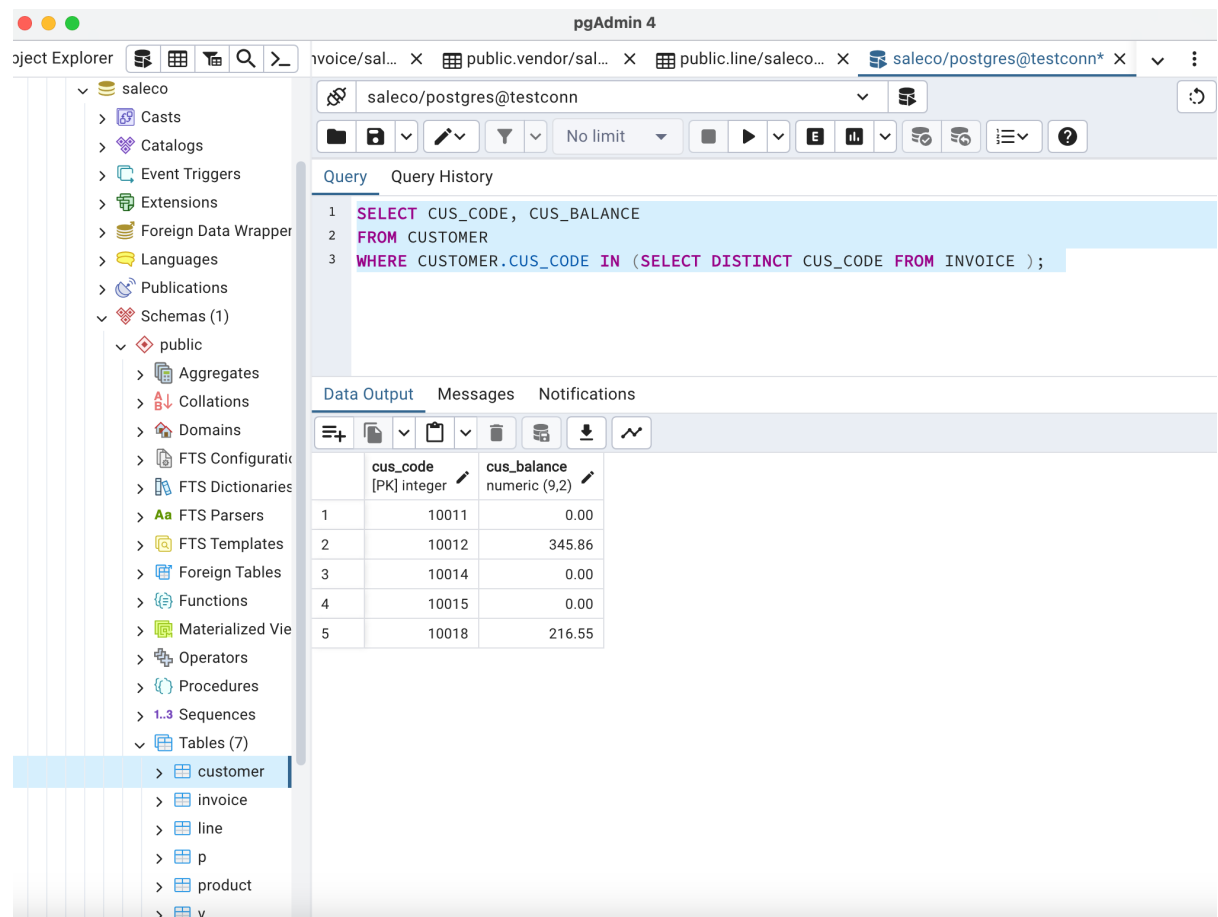 pgAdmin 4
oject Explorer
nvoice/sal...
public.vendor/sal...
public.line/saleco...
saleco/postgres@testconn*
saleco
Casts
Catalogs
Event Triggers
Extensions
Foreign Data Wrapper
Languages
Publications
Schemas (1)
public
Aggregates
Collations
Domains
FTS Configuratio
FTS Dictionaries
Aa FTS Parsers
FTS Templates
Foreign Tables
Functions
Materialized Vie
Operators
Procedures
1..3 Sequences
Tables (7)
customer
invoice
line
p
product
v
saleco/postgres@testconn
No limit
E
Query Query History
1 SELECT CUS_CODE, CUS_BALANCE
2 FROM CUSTOMER
3 WHERE CUSTOMER.CUS_CODE IN (SELECT DISTINCT CUS_CODE FROM INVOICE );
Data Output Messages Notifications
cus_code cus_balance
[PK] integer numeric (9,2)
1 10011 0.00
2 10012 345.86
3 10014 0.00
4 10015 0.00
5 10018 216.55